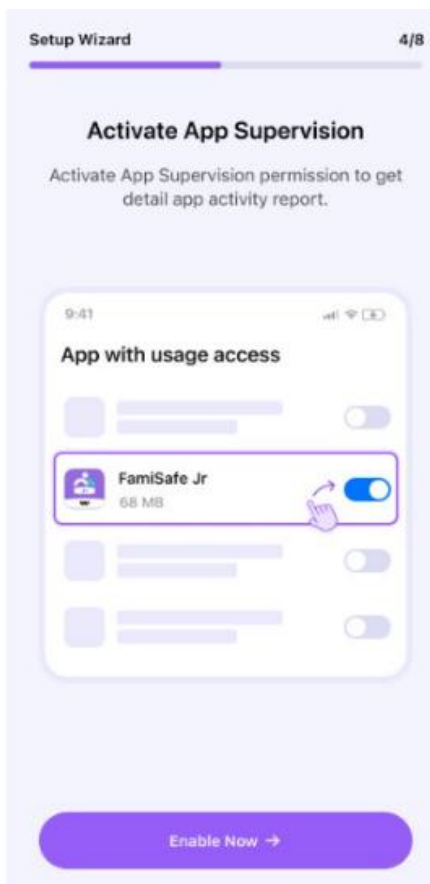 Setup Wizard 4/8
Activate App Supervision
Activate App Supervision permission to get
detail app activity report.
9:41
App with usage access
FamiSafe Jr
68 MB
Enable Now →